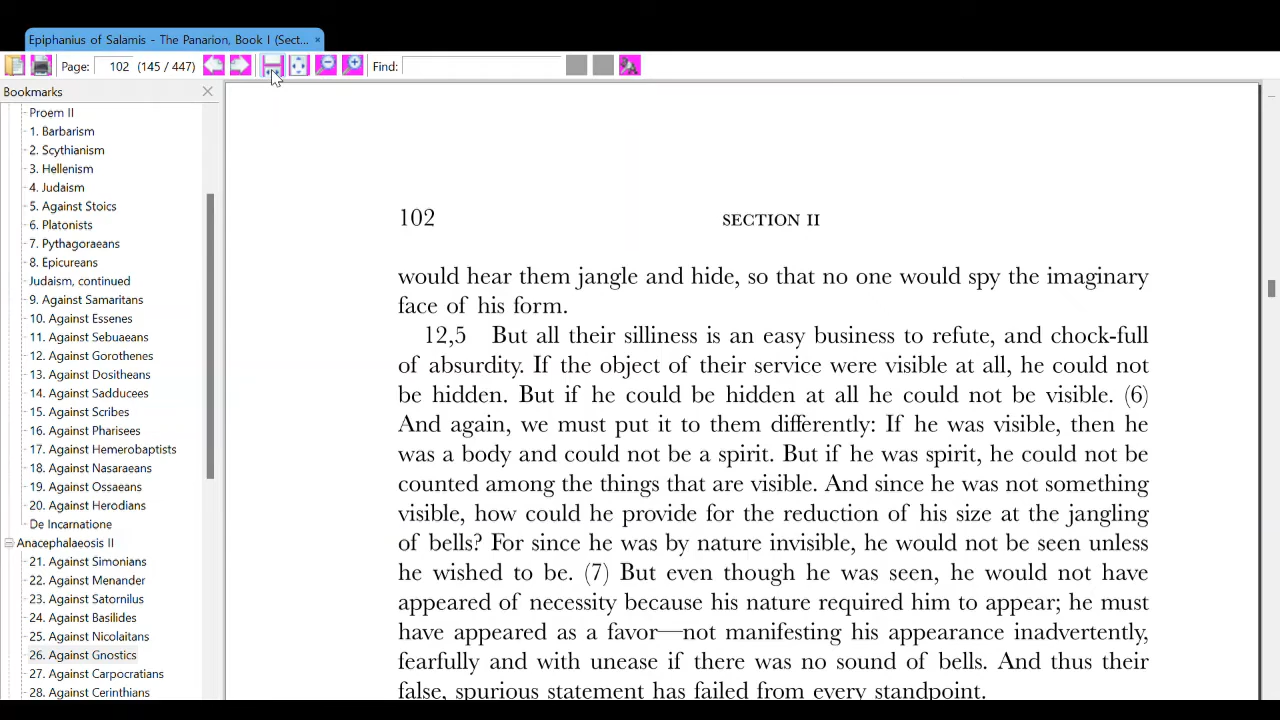 Epiphanius of Salamis - The Panarion, Book I (Sect... ×
Page: 102 (145 / 447) Find:
Bookmarks
Proem II
1. Barbarism
2. Scythianism
3. Hellenism
4. Judaism
5. Against Stoics
6. Platonists
7. Pythagoraeans
8. Epicureans
Judaism, continued
9. Against Samaritans
10. Against Essenes
11. Against Sebuaeans
12. Against Gorothenes
13. Against Dositheans
14. Against Sadducees
15. Against Scribes
16. Against Pharisees
17. Against Hemerobaptists
18. Against Nasaraeans
19. Against Ossaeans
20. Against Herodians
De Incarnatione
Anacephalaeosis II
21. Against Simonians
22. Against Menander
23. Against Satornilus
24. Against Basilides
25. Against Nicolaitans
26. Against Gnostics
27. Against Carpocratians
28. Against Cerinthians
102 SECTION II
would hear them jangle and hide, so that no one would spy the imaginary
face of his form.
12,5 But all their silliness is an easy business to refute, and chock-full
of absurdity. If the object of their service were visible at all, he could not
be hidden. But if he could be hidden at all he could not be visible. (6)
And again, we must put it to them differently: If he was visible, then he
was a body and could not be a spirit. But if he was spirit, he could not be
counted among the things that are visible. And since he was not something
visible, how could he provide for the reduction of his size at the jangling
of bells? For since he was by nature invisible, he would not be seen unless
he wished to be. (7) But even though he was seen, he would not have
appeared of necessity because his nature required him to appear; he must
have appeared as a favor—not manifesting his appearance inadvertently,
fearfully and with unease if there was no sound of bells. And thus their
false, spurious statement has failed from every standpoint.